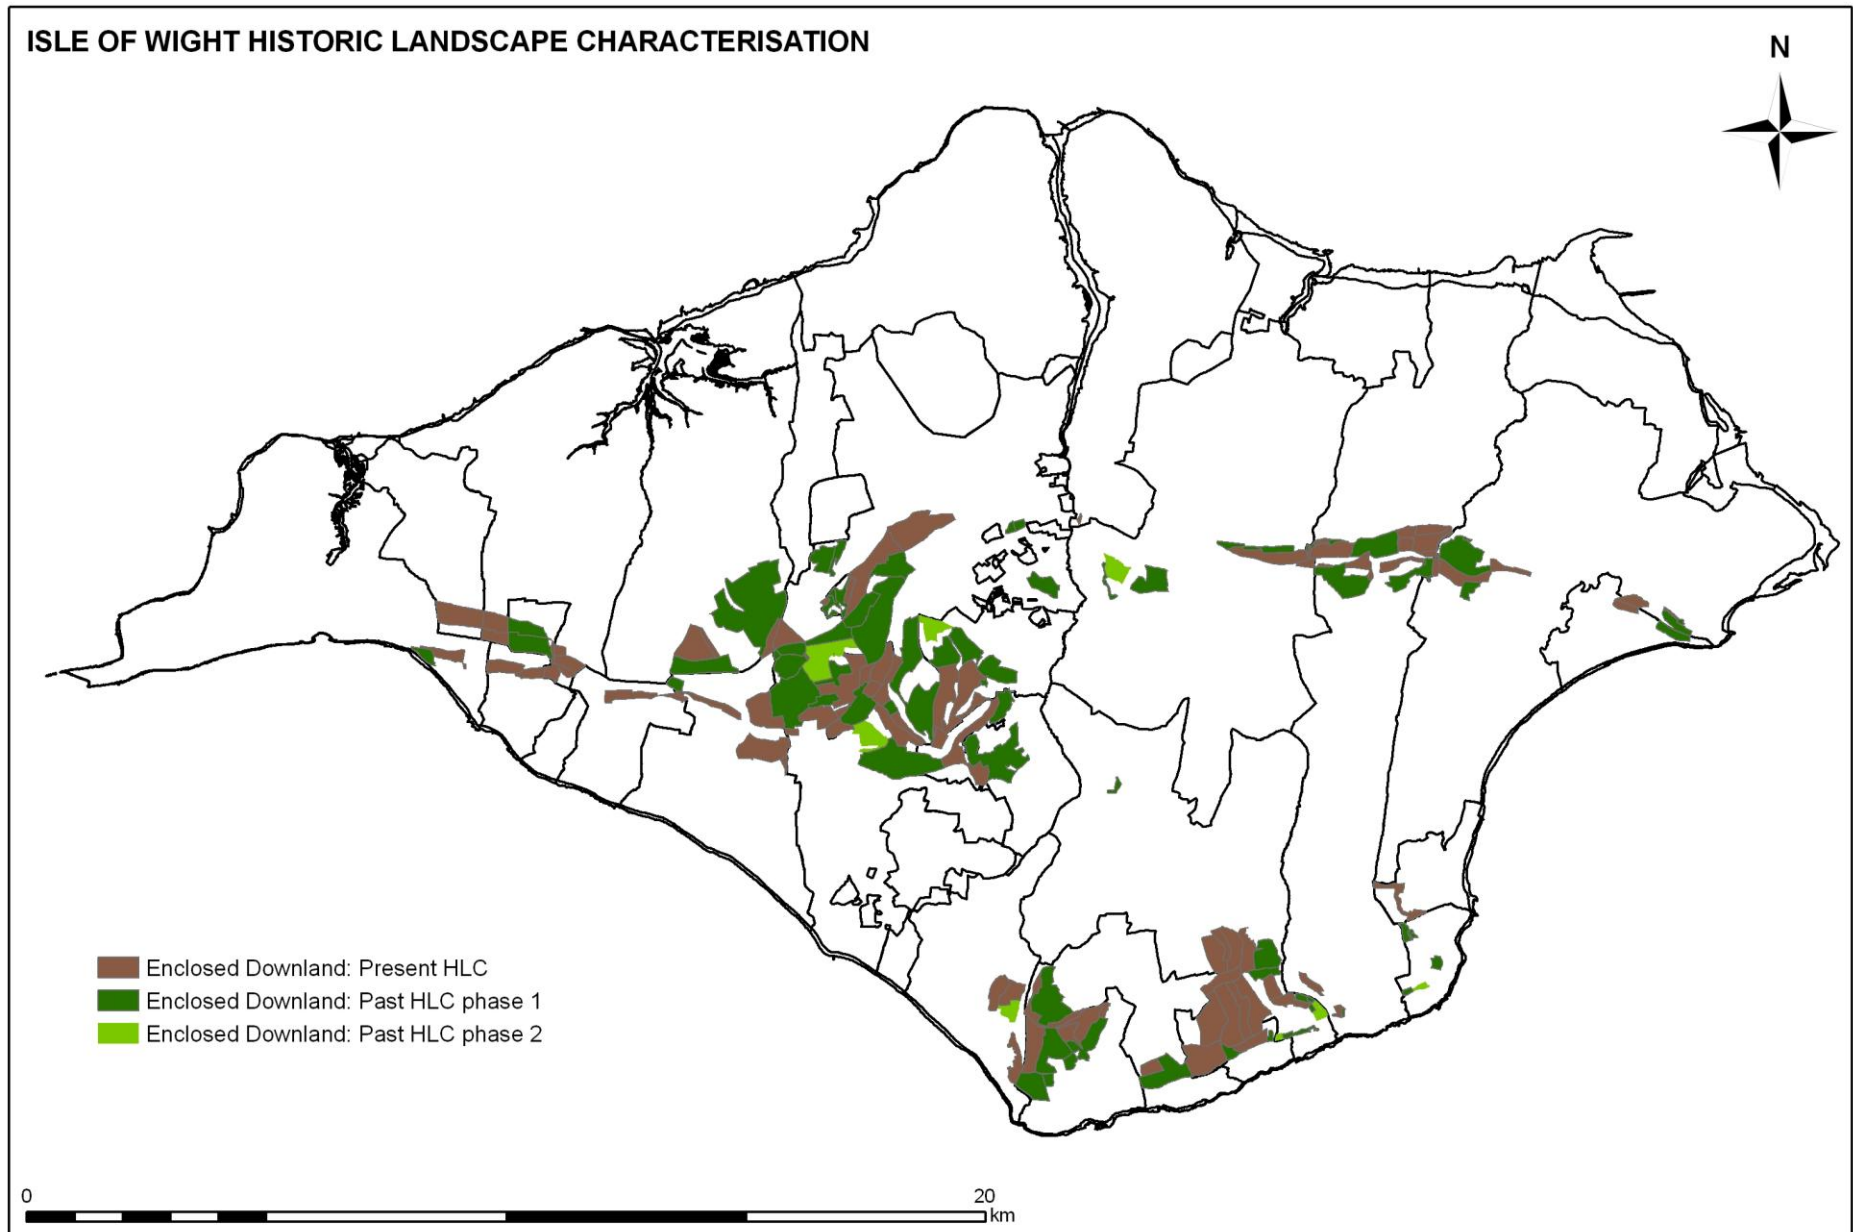 ISLE OF WIGHT HISTORIC LANDSCAPE CHARACTERISATION
N
Enclosed Downland: Present HLC
Enclosed Downland: Past HLC phase 1
Enclosed Downland: Past HLC phase 2
0 20
km